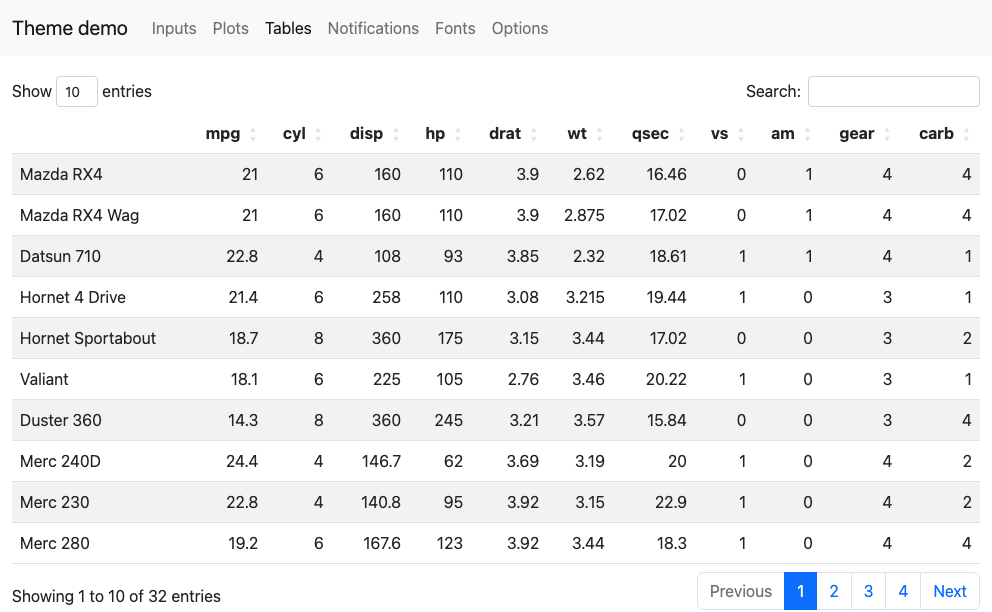 Theme demo Inputs Plots Tables Notifications Fonts Options
Show 10 entries Search:
mpg cyl disp hp drat wt qsec vs am gear carb
Mazda RX4 21 6 160 110 3.9 2.62 16.46 0 1 4 4
Mazda RX4 Wag 21 6 160 110 3.9 2.875 17.02 0 1 4 4
Datsun 710 22.8 4 108 93 3.85 2.32 18.61 1 1 4 1
Hornet 4 Drive 21.4 6 258 110 3.08 3.215 19.44 1 0 3 1
Hornet Sportabout 18.7 8 360 175 3.15 3.44 17.02 0 0 3 2
Valiant 18.1 6 225 105 2.76 3.46 20.22 1 0 3 1
Duster 360 14.3 8 360 245 3.21 3.57 15.84 0 0 3 4
Merc 240D 24.4 4 146.7 62 3.69 3.19 20 1 0 4 2
Merc 230 22.8 4 140.8 95 3.92 3.15 22.9 1 0 4 2
Merc 280 19.2 6 167.6 123 3.92 3.44 18.3 1 0 4 4
Showing 1 to 10 of 32 entries Previous 1 2 3 4 Next